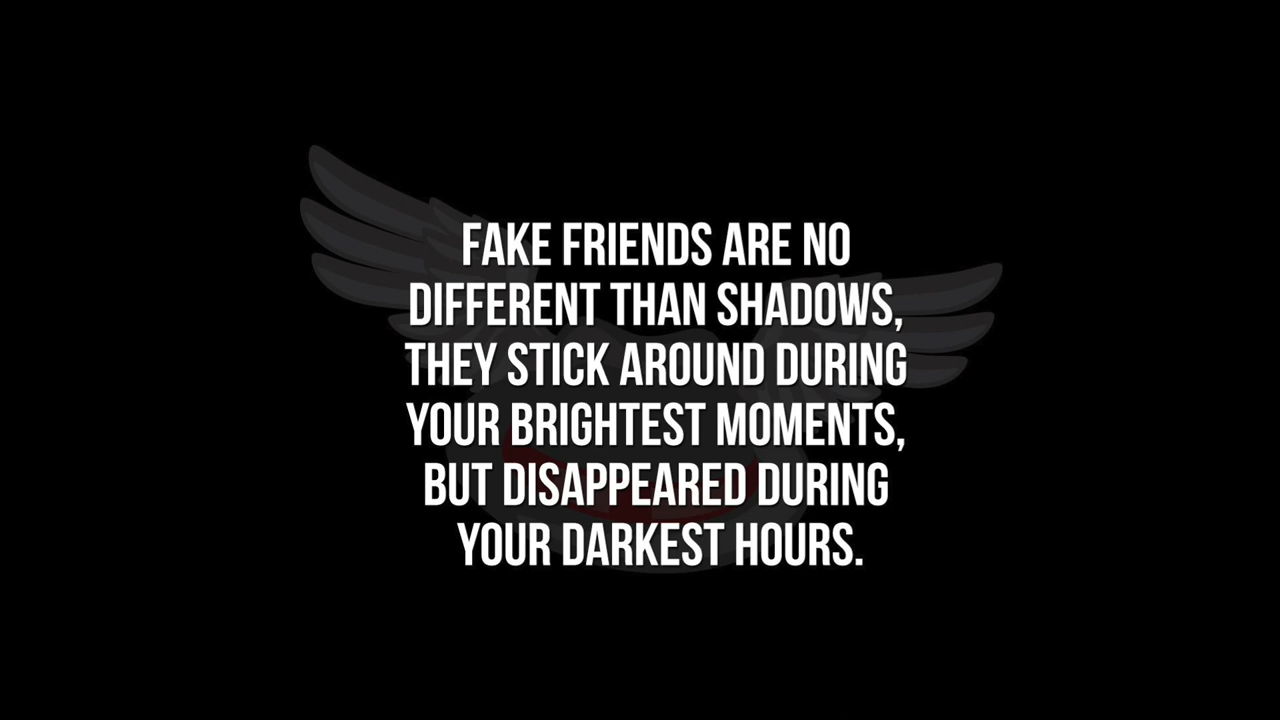 FAKE FRIENDS ARE NO
DIFFERENT THAN SHADOWS,
THEY STICK AROUND DURING
YOUR BRIGHTEST MOMENTS,
BUT DISAPPEARED DURING
YOUR DARKEST HOURS.